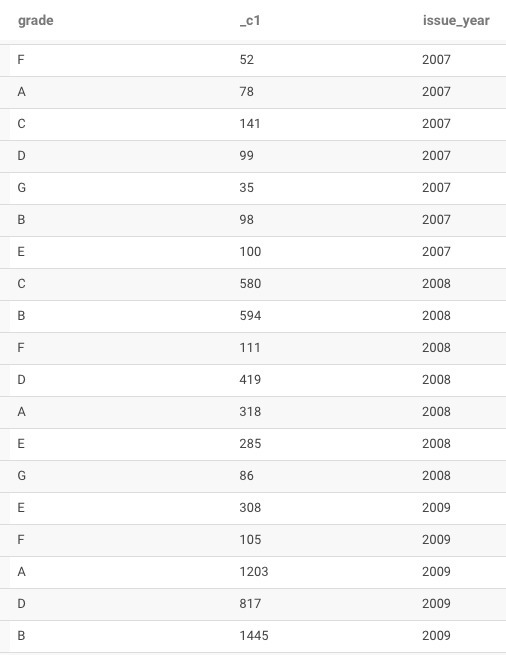 grade _c1 issue_year
F 52 2007
A 78 2007
C 141 2007
D 99 2007
G 35 2007
B 98 2007
E 100 2007
C 580 2008
B 594 2008
F 111 2008
D 419 2008
A 318 2008
E 285 2008
G 86 2008
E 308 2009
F 105 2009
A 1203 2009
D 817 2009
B 1445 2009